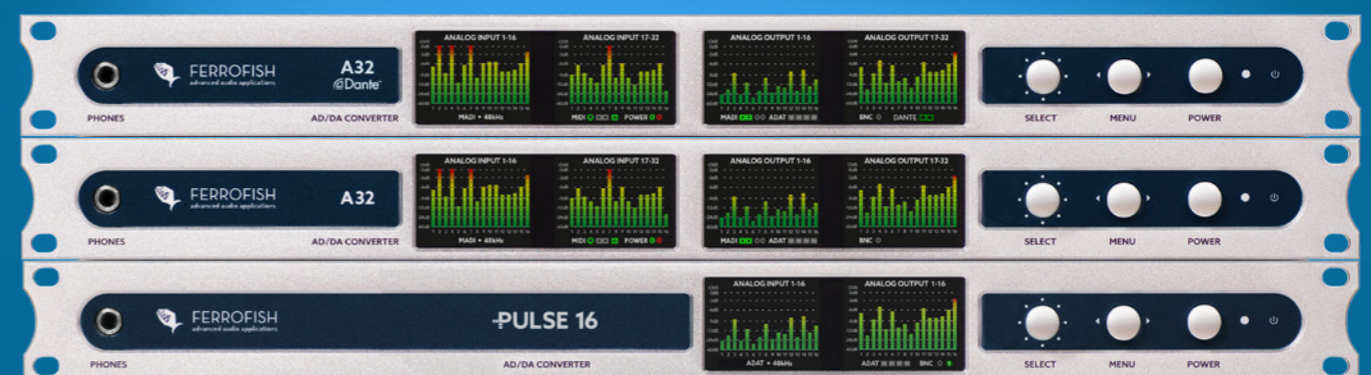 FERROFISH
advanced audio applications
A32
Dante
PHONES
AD/DA CONVERTER
ANALOG INPUT 1-16
ANALOG INPUT 17-32
MADI • 48kHz
MIDI
POWER
ANALOG OUTPUT 1-16
ANALOG OUTPUT 17-32
MADI
ADAT
BNC
DANTE
SELECT
MENU
POWER
FERROFISH
advanced audio applications
A32
PHONES
AD/DA CONVERTER
ANALOG INPUT 1-16
ANALOG INPUT 17-32
MADI • 48kHz
MIDI
POWER
ANALOG OUTPUT 1-16
ANALOG OUTPUT 17-32
MADI
ADAT
BNC
SELECT
MENU
POWER
FERROFISH
advanced audio applications
PULSE 16
PHONES
AD/DA CONVERTER
ANALOG INPUT 1-16
ANALOG OUTPUT 1-16
ADAT • 48kHz
ADAT
BNC
SELECT
MENU
POWER